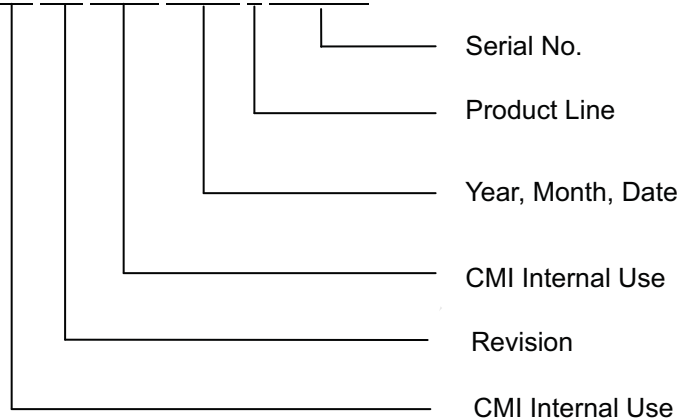 Serial No.
Product Line
Year, Month, Date
CMI Internal Use
Revision
CMI Internal Use